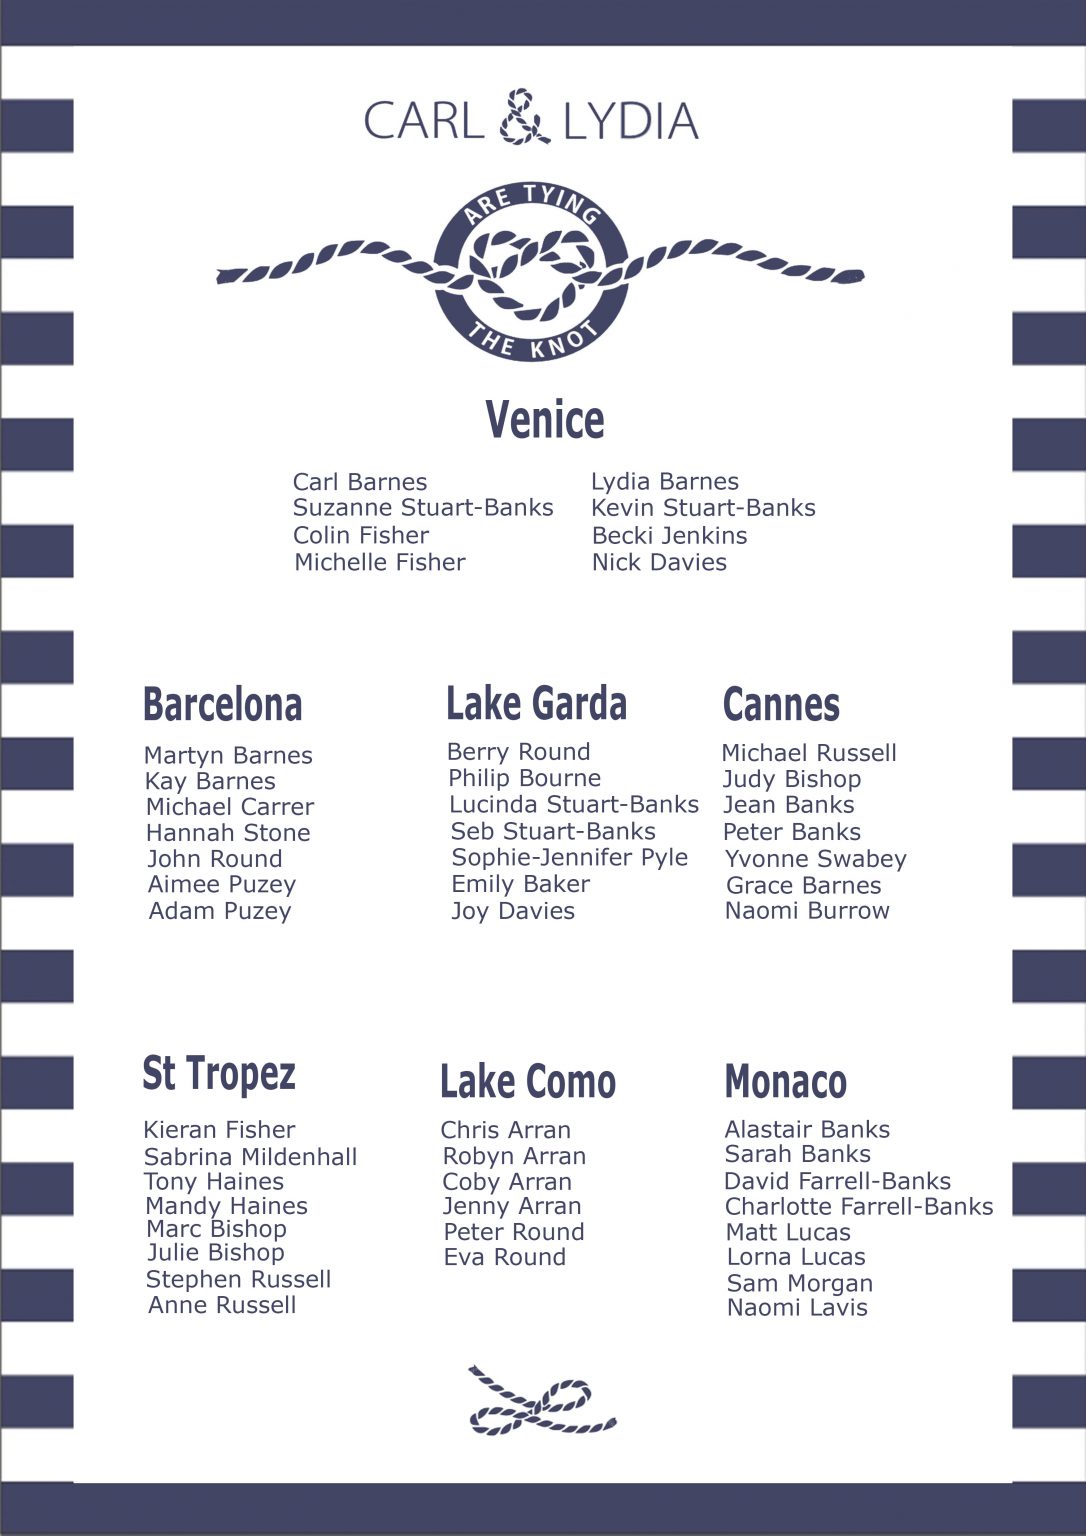 CARL & LYDIA
ARE TYING
THE KNOT
Venice
Carl Barnes
Suzanne Stuart-Banks
Colin Fisher
Michelle Fisher
Lydia Barnes
Kevin Stuart-Banks
Becki Jenkins
Nick Davies
Barcelona
Martyn Barnes
Kay Barnes
Michael Carrer
Hannah Stone
John Round
Aimee Puzey
Adam Puzey
Lake Garda
Berry Round
Philip Bourne
Lucinda Stuart-Banks
Seb Stuart-Banks
Sophie-Jennifer Pyle
Emily Baker
Joy Davies
Cannes
Michael Russell
Judy Bishop
Jean Banks
Peter Banks
Yvonne Swabey
Grace Barnes
Naomi Burrow
St Tropez
Kieran Fisher
Sabrina Mildenhall
Tony Haines
Mandy Haines
Marc Bishop
Julie Bishop
Stephen Russell
Anne Russell
Lake Como
Chris Arran
Robyn Arran
Coby Arran
Jenny Arran
Peter Round
Eva Round
Monaco
Alastair Banks
Sarah Banks
David Farrell-Banks
Charlotte Farrell-Banks
Matt Lucas
Lorna Lucas
Sam Morgan
Naomi Lavis